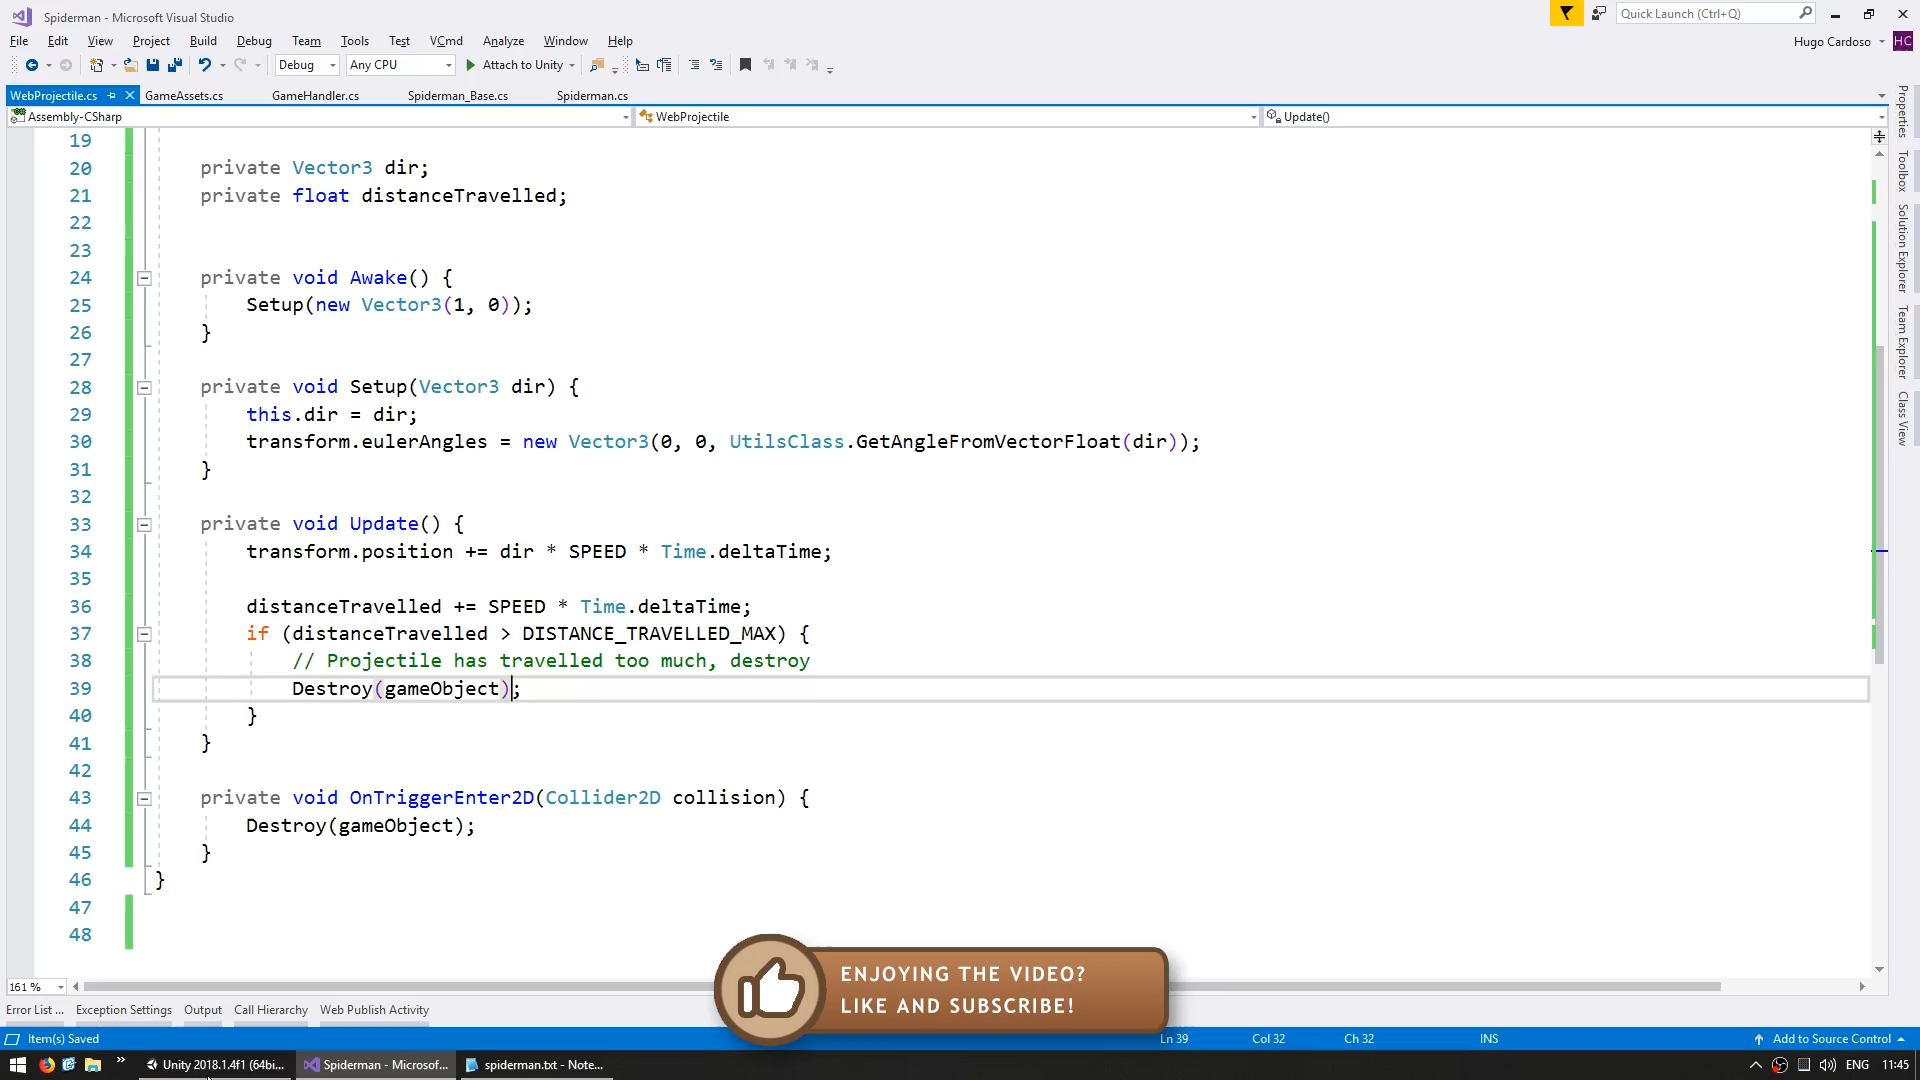 Spiderman - Microsoft Visual Studio
Quick Launch (Ctrl+Q)
File Edit View Project Build Debug Team Tools Test VCmd Analyze Window Help
Hugo Cardoso HC
Debug Any CPU Attach to Unity
WebProjectile.cs GameAssets.cs GameHandler.cs Spiderman_Base.cs Spiderman.cs
Assembly-CSharp WebProjectile Update()
19
20 private Vector3 dir;
21 private float distanceTravelled;
22
23
24 private void Awake() {
25 Setup(new Vector3(1, 0));
26 }
27
28 private void Setup(Vector3 dir) {
29 this.dir = dir;
30 transform.eulerAngles = new Vector3(0, 0, UtilsClass.GetAngleFromVectorFloat(dir));
31 }
32
33 private void Update() {
34 transform.position += dir * SPEED * Time.deltaTime;
35
36 distanceTravelled += SPEED * Time.deltaTime;
37 if (distanceTravelled > DISTANCE_TRAVELLED_MAX) {
38 // Projectile has travelled too much, destroy
39 Destroy(gameObject);
40 }
41 }
42
43 private void OnTriggerEnter2D(Collider2D collision) {
44 Destroy(gameObject);
45 }
46 }
47
48
Properties
Toolbox
Solution Explorer
Team Explorer
Class View
ENJOYING THE VIDEO?
LIKE AND SUBSCRIBE!
161 %
Error List ... Exception Settings Output Call Hierarchy Web Publish Activity
Item(s) Saved Ln 39 Col 32 Ch 32 INS Add to Source Control
Unity 2018.1.4f1 (64bi... Spiderman - Microsof... spiderman.txt - Note... ENG 11:45